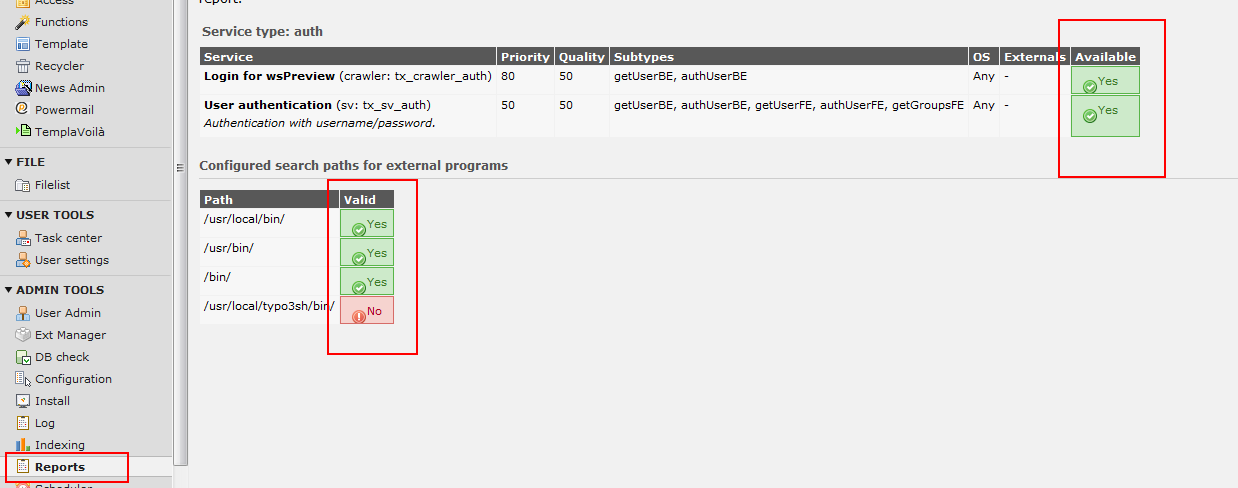 Access
Functions
Template
Recycler
News Admin
Powermail
TemplaVoilà
FILE
Filelist
USER TOOLS
Task center
User settings
ADMIN TOOLS
User Admin
Ext Manager
DB check
Configuration
Install
Log
Indexing
Reports
Scheduler
report.
Service type: auth
Service Priority Quality Subtypes OS Externals Available
Login for wsPreview (crawler: tx_crawler_auth) 80 50 getUserBE, authUserBE Any - Yes
User authentication (sv: tx_sv_auth) 50 50 getUserBE, authUserBE, getUserFE, authUserFE, getGroupsFE Any - Yes
Authentication with username/password.
Configured search paths for external programs
Path Valid
/usr/local/bin/ Yes
/usr/bin/ Yes
/bin/ Yes
/usr/local/typo3sh/bin/ No